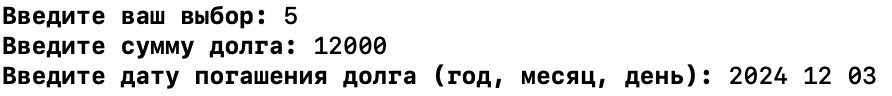 Введите ваш выбор: 5
Введите сумму долга: 12000
Введите дату погашения долга (год, месяц, день): 2024 12 03